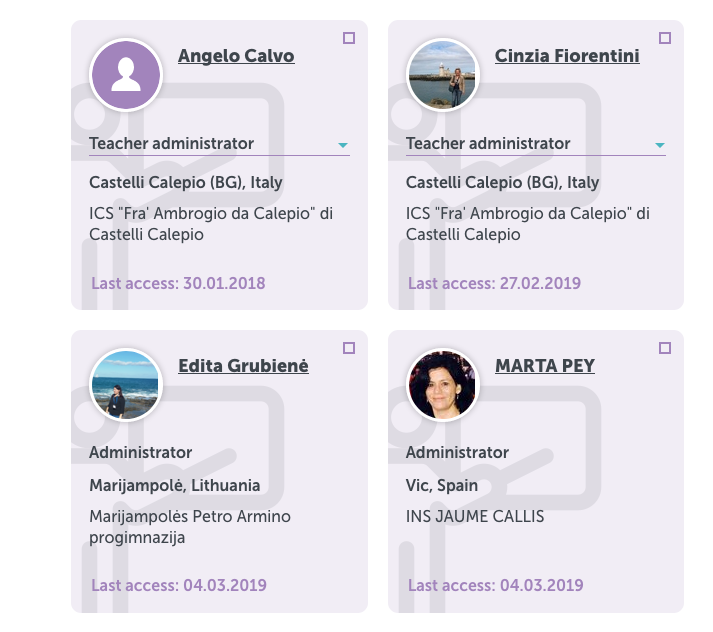 Angelo Calvo
Teacher administrator
Castelli Calepio (BG), Italy
ICS "Fra' Ambrogio da Calepio" di
Castelli Calepio
Last access: 30.01.2018
Cinzia Fiorentini
Teacher administrator
Castelli Calepio (BG), Italy
ICS "Fra' Ambrogio da Calepio" di
Castelli Calepio
Last access: 27.02.2019
Edita Grubienė
Administrator
Marijampolė, Lithuania
Marijampolės Petro Armino
progimnazija
Last access: 04.03.2019
MARTA PEY
Administrator
Vic, Spain
INS JAUME CALLIS
Last access: 04.03.2019